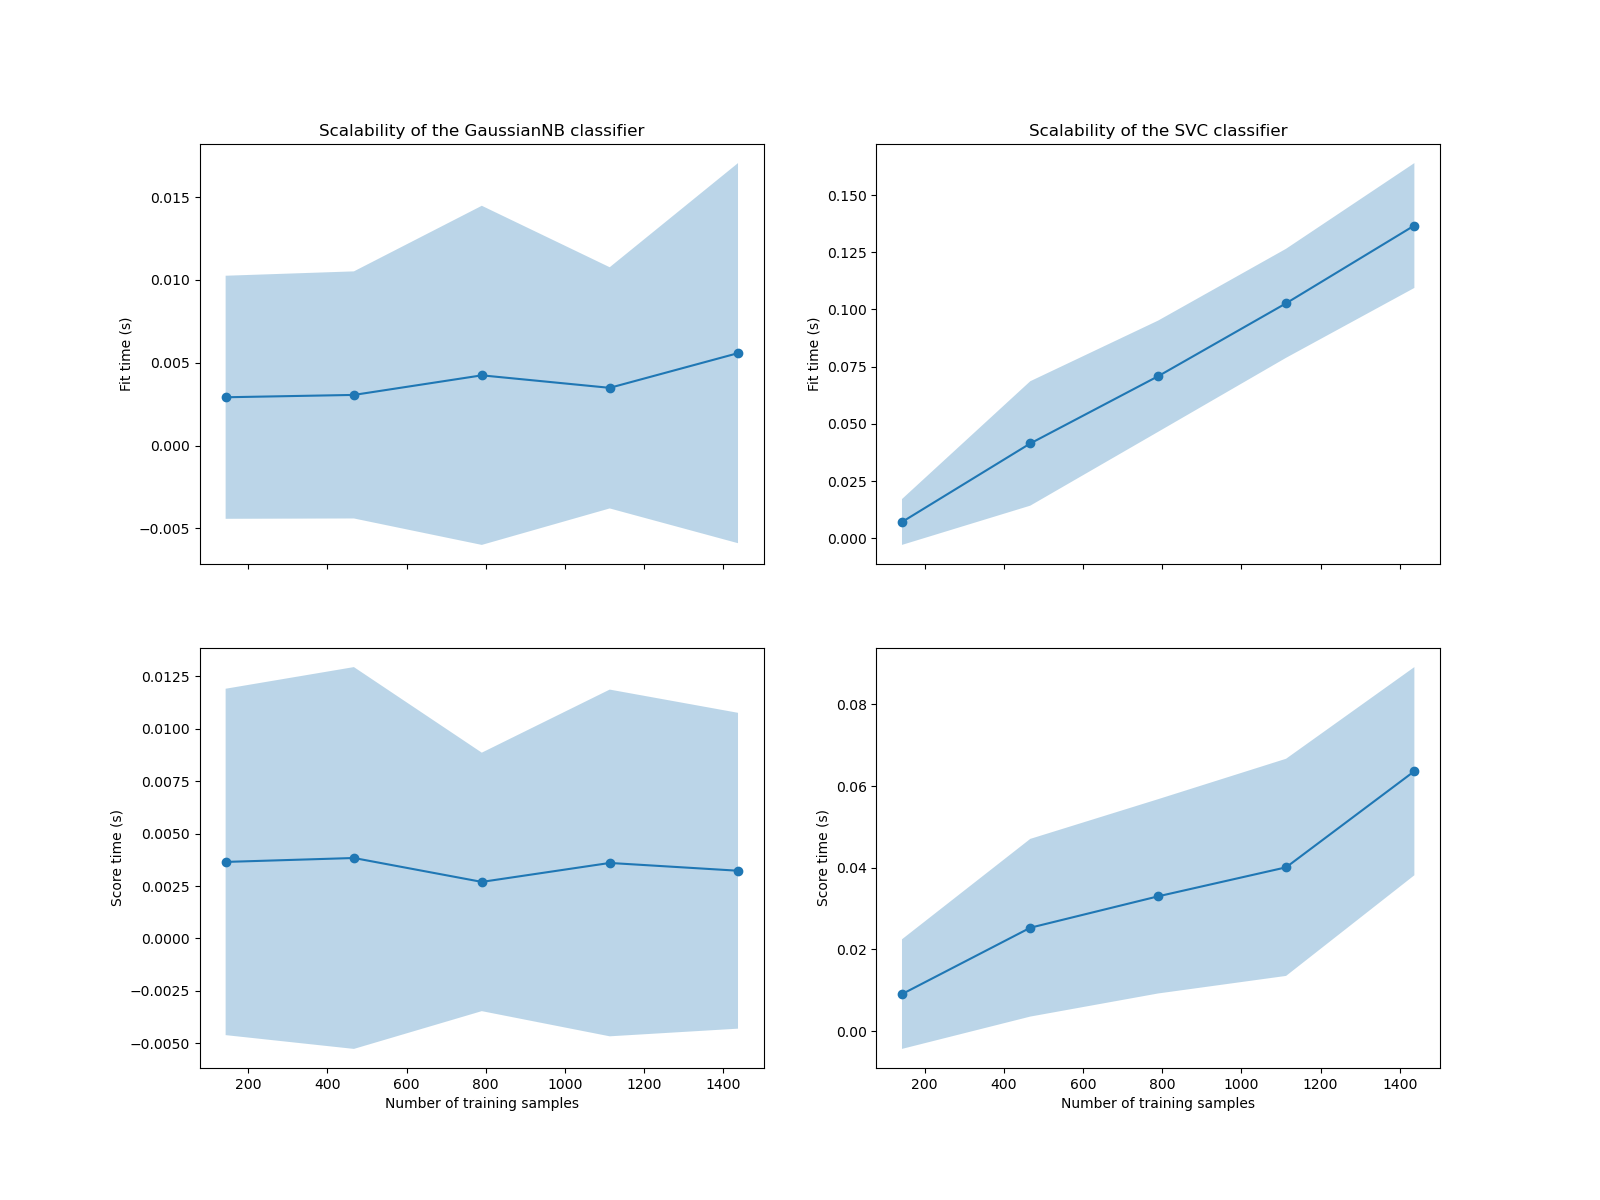 Scalability of the GaussianNB classifier
0.015
0.010
0.005
0.000
−0.005
Fit time (s)
Scalability of the SVC classifier
0.150
0.125
0.100
0.075
0.050
0.025
0.000
Fit time (s)
0.0125
0.0100
0.0075
0.0050
0.0025
0.0000
−0.0025
−0.0050
Score time (s)
200 400 600 800 1000 1200 1400
Number of training samples
0.08
0.06
0.04
0.02
0.00
Score time (s)
200 400 600 800 1000 1200 1400
Number of training samples